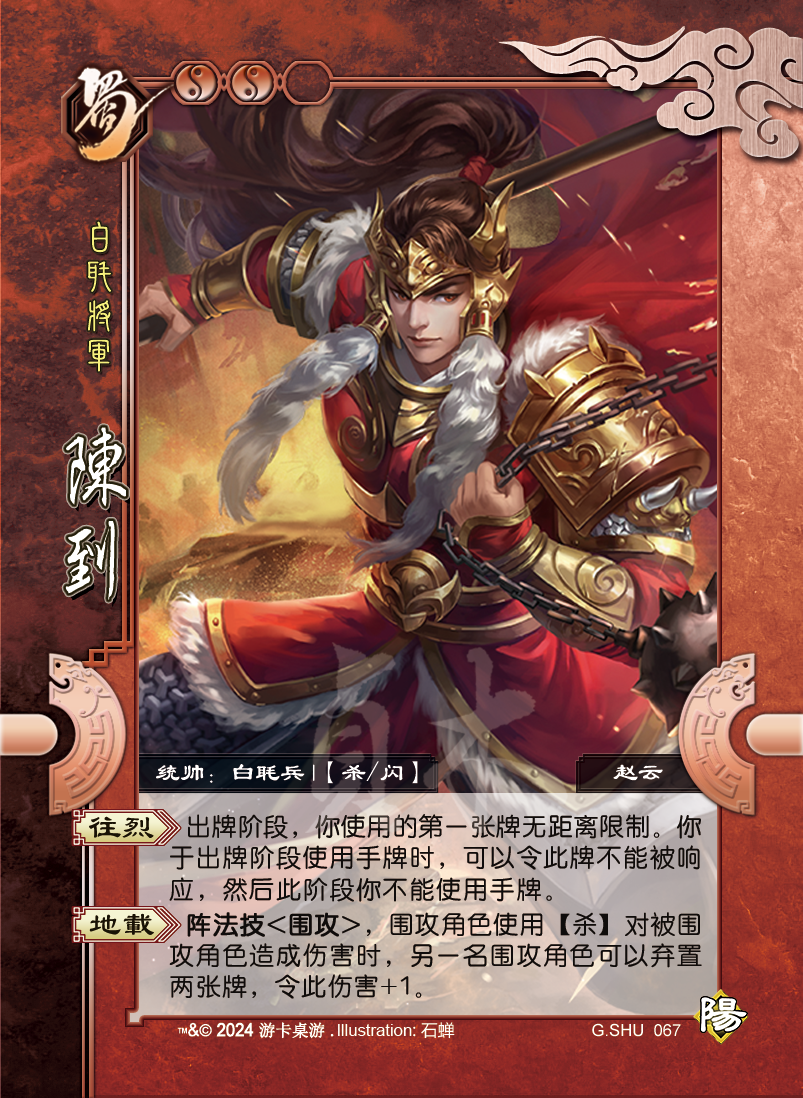 蜀
白毦将軍
陳到
统帅：白毦兵|【杀/闪】
赵云
往烈
出牌阶段，你使用的第一张牌无距离限制。你
于出牌阶段使用手牌时，可以令此牌不能被响
应，然后此阶段你不能使用手牌。
地載
阵法技<围攻>，围攻角色使用【杀】对被围
攻角色造成伤害时，另一名围攻角色可以弃置
两张牌，令此伤害+1。
™&© 2024 游卡桌游 .Illustration: 石蝉
G.SHU 067
陽